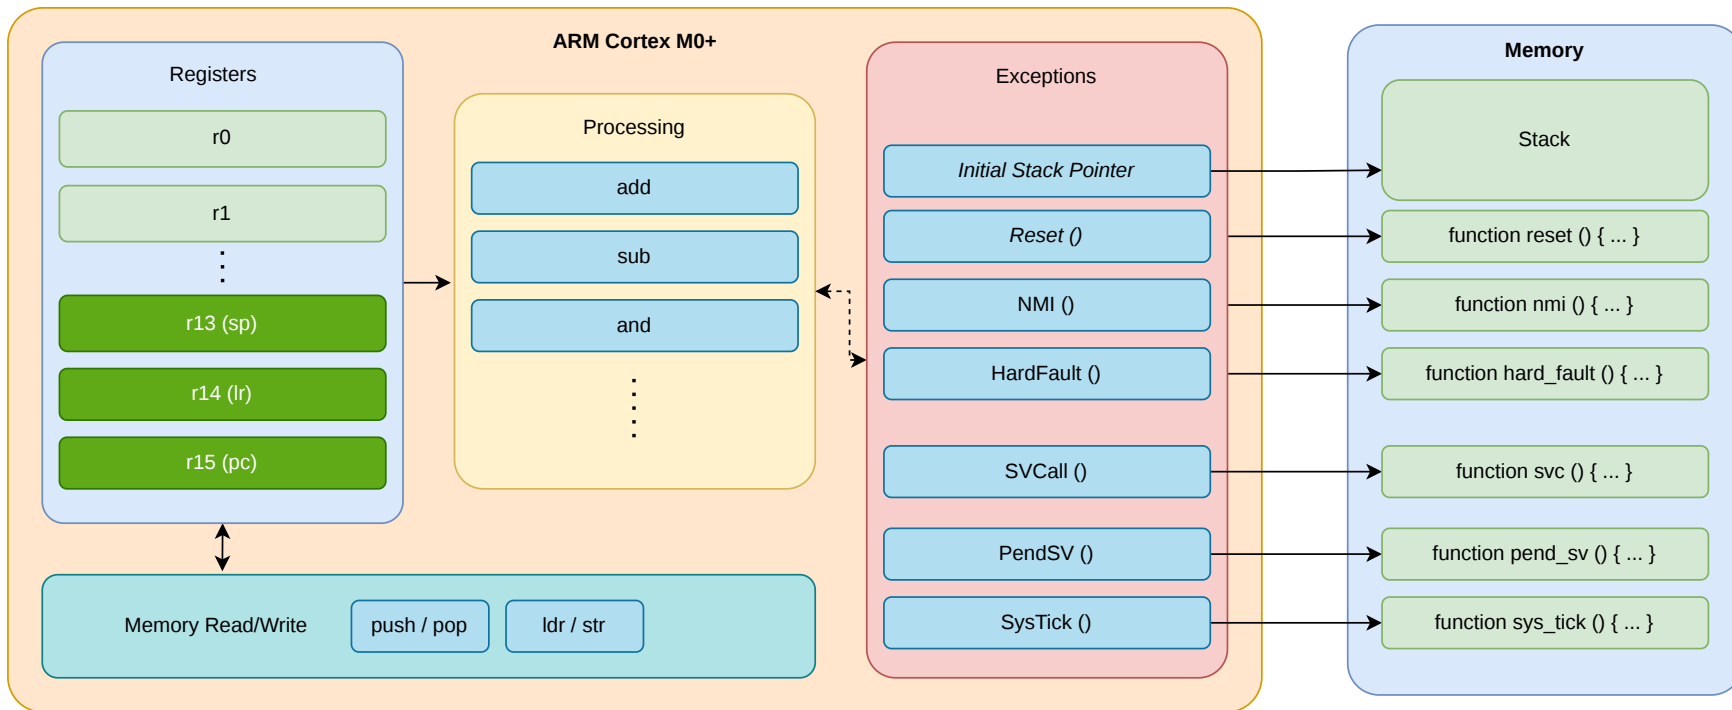 ARM Cortex M0+
Registers
r0
r1
r13 (sp)
r14 (lr)
r15 (pc)
Processing
add
sub
and
Memory Read/Write
push / pop
ldr / str
Exceptions
Initial Stack Pointer
Reset ()
NMI ()
HardFault ()
SVCall ()
PendSV ()
SysTick ()
Memory
Stack
function reset () { ... }
function nmi () { ... }
function hard_fault () { ... }
function svc () { ... }
function pend_sv () { ... }
function sys_tick () { ... }